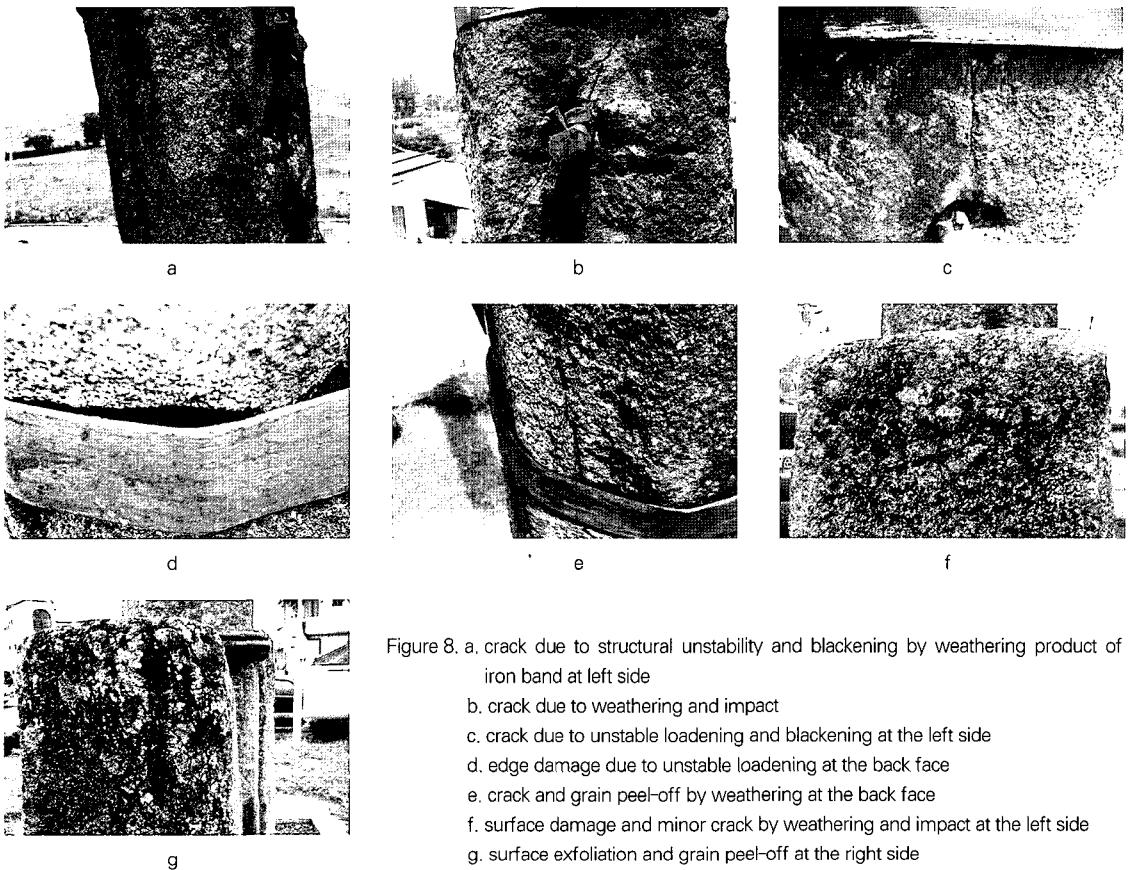 a
b
c
d
e
f
g
Figure 8. a. crack due to structural unstability and blackening by weathering product of
iron band at left side
b. crack due to weathering and impact
c. crack due to unstable loadening and blackening at the left side
d. edge damage due to unstable loadening at the back face
e. crack and grain peel-off by weathering at the back face
f. surface damage and minor crack by weathering and impact at the left side
g. surface exfoliation and grain peel-off at the right side